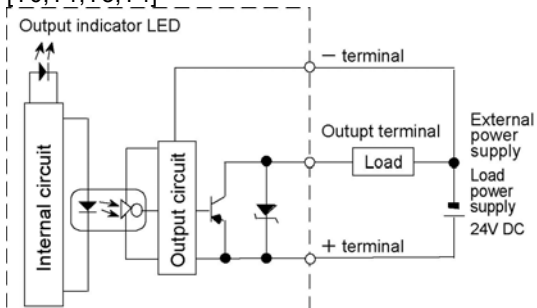 Output indicator LED
− terminal
Outupt terminal
External
power
supply
Load
Load
power
supply
24V DC
+ terminal
Internal circuit
Output circuit